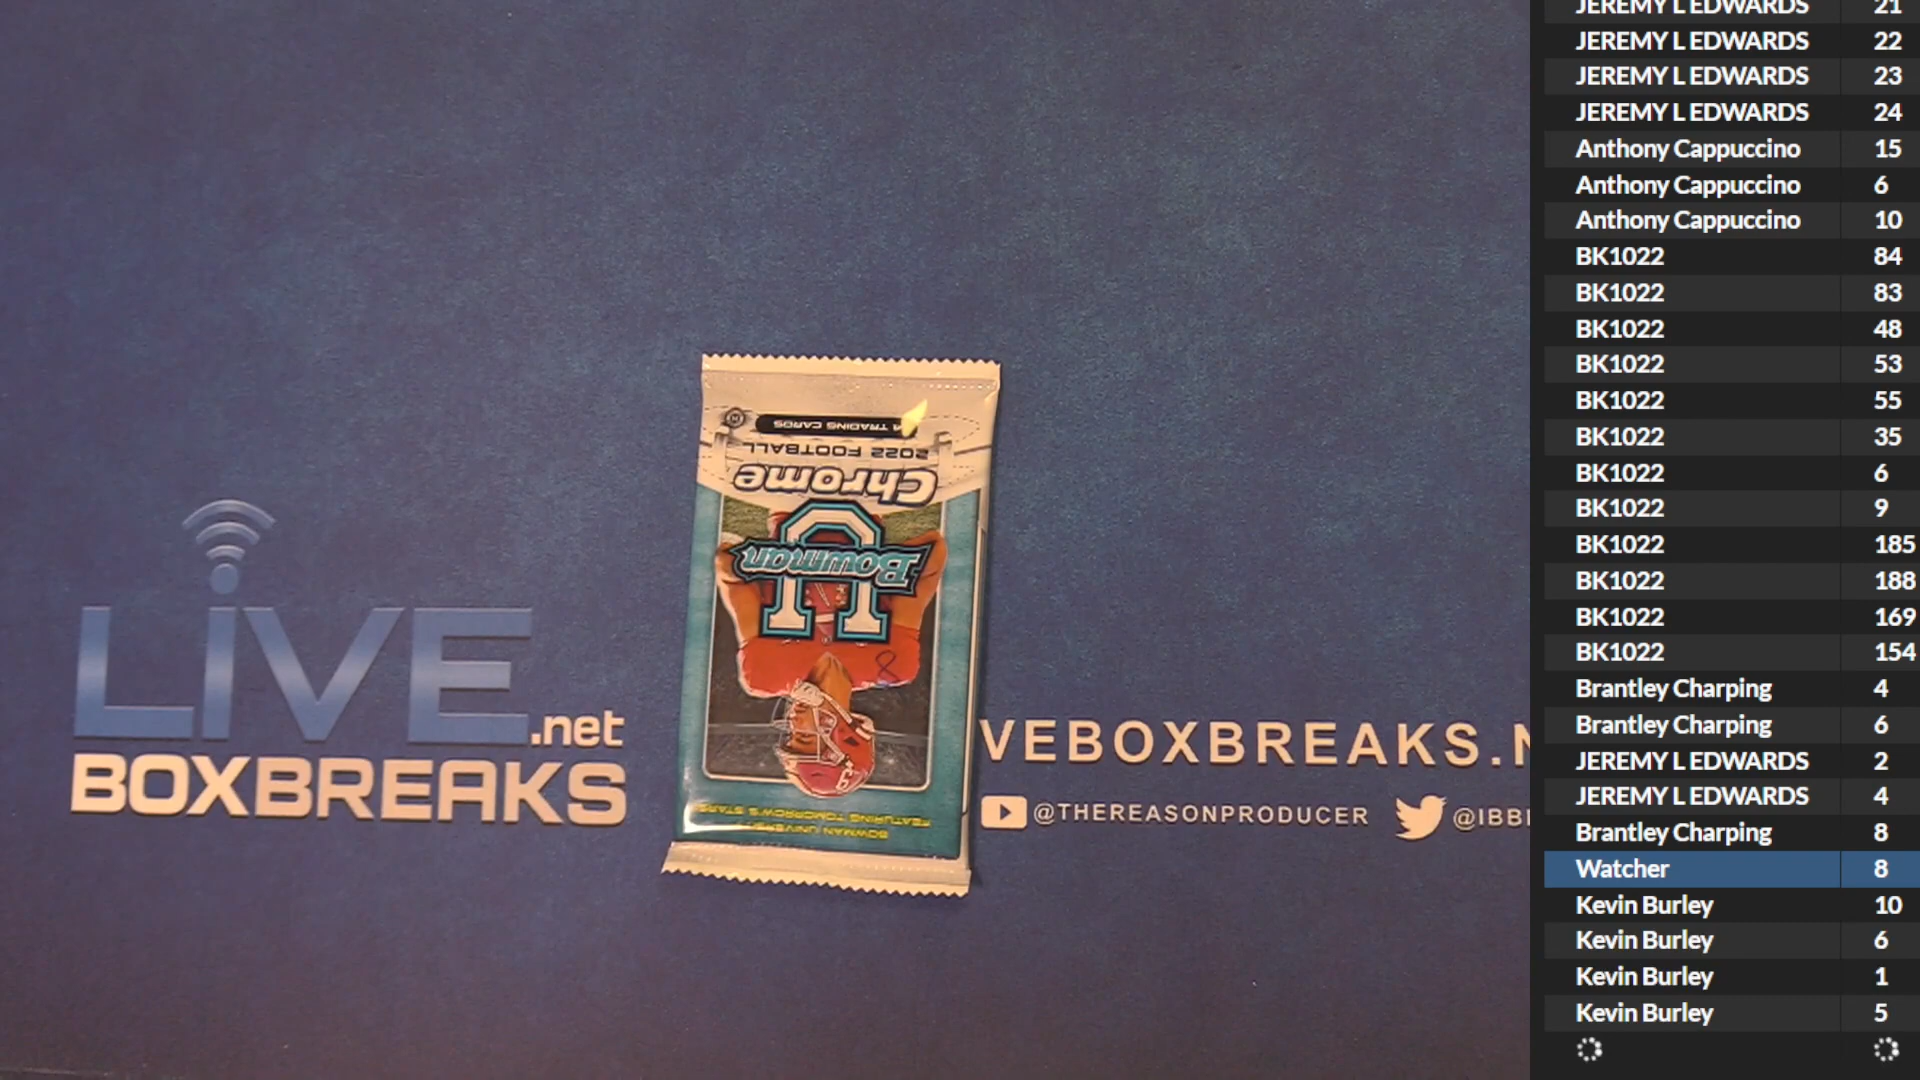 JEREMY L EDWARDS 21
JEREMY L EDWARDS 22
JEREMY L EDWARDS 23
JEREMY L EDWARDS 24
Anthony Cappuccino 15
Anthony Cappuccino 6
Anthony Cappuccino 10
BK1022 84
BK1022 83
BK1022 48
BK1022 53
BK1022 55
BK1022 35
BK1022 6
BK1022 9
BK1022 185
BK1022 188
BK1022 169
BK1022 154
Brantley Charping 4
Brantley Charping 6
JEREMY L EDWARDS 2
JEREMY L EDWARDS 4
Brantley Charping 8
Watcher 8
Kevin Burley 10
Kevin Burley 6
Kevin Burley 1
Kevin Burley 5
LiVE.net
BOXBREAKS
VEBOXBREAKS.N
@THEREASONPRODUCER
@IBB
BOWMAN UNIVERSITY
FEATURING TOMORROW'S STARS
8
U
Bowman
Chrome
2022 FOOTBALL
4 TRADING CARDS